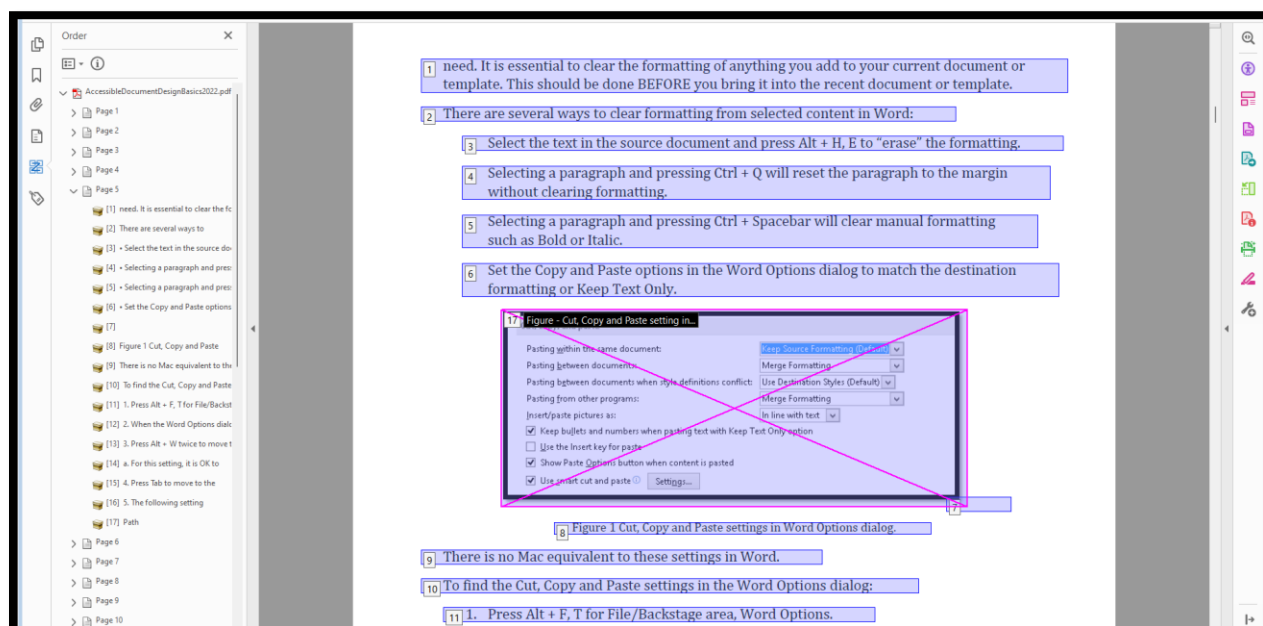 Order
AccessibleDocumentDesignBasics2022.pdf
Page 1
Page 2
Page 3
Page 4
Page 5
[1] need. It is essential to clear the fc
[2] There are several ways to
[3] • Select the text in the source do
[4] • Selecting a paragraph and pres
[5] • Selecting a paragraph and pres
[6] • Set the Copy and Paste options
[7]
[8] Figure 1 Cut, Copy and Paste
[9] There is no Mac equivalent to the
[10] To find the Cut, Copy and Paste
[11] 1. Press Alt + F, T for File/Backst
[12] 2. When the Word Options dialc
[13] 3. Press Alt + W twice to move t
[14] a. For this setting, it is OK to
[15] 4. Press Tab to move to the
[16] 5. The following setting
[17] Path
Page 6
Page 7
Page 8
Page 9
Page 10
1 need. It is essential to clear the formatting of anything you add to your current document or
template. This should be done BEFORE you bring it into the recent document or template.
2 There are several ways to clear formatting from selected content in Word:
3 Select the text in the source document and press Alt + H, E to “erase” the formatting.
4 Selecting a paragraph and pressing Ctrl + Q will reset the paragraph to the margin
without clearing formatting.
5 Selecting a paragraph and pressing Ctrl + Spacebar will clear manual formatting
such as Bold or Italic.
6 Set the Copy and Paste options in the Word Options dialog to match the destination
formatting or Keep Text Only.
17 Figure - Cut, Copy and Paste setting in...
Pasting within the same document: Keep Source Formatting (Default)
Pasting between documents: Merge Formatting
Pasting between documents when style definitions conflict: Use Destination Styles (Default)
Pasting from other programs: Merge Formatting
Insert/paste pictures as: In line with text
Keep bullets and numbers when pasting text with Keep Text Only option
Use the Insert key for paste
Show Paste Options button when content is pasted
Use smart cut and paste Settings...
7
8 Figure 1 Cut, Copy and Paste settings in Word Options dialog.
9 There is no Mac equivalent to these settings in Word.
10 To find the Cut, Copy and Paste settings in the Word Options dialog:
11 1. Press Alt + F, T for File/Backstage area, Word Options.